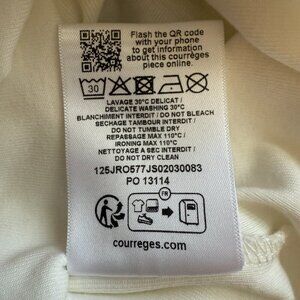 Flash the QR code
with your phone
to get information
about this courrèges
piece online.
30
LAVAGE 30°C DELICAT /
DELICATE WASHING 30°C
BLANCHIMENT INTERDIT / DO NOT BLEACH
SECHAGE TAMBOUR INTERDIT /
DO NOT TUMBLE DRY
REPASSAGE MAX 110°C /
IRONING MAX 110°C
NETTOYAGE A SEC INTERDIT /
DO NOT DRY CLEAN
125JRO577JS02030083
PO 13114
FR
courreges.com